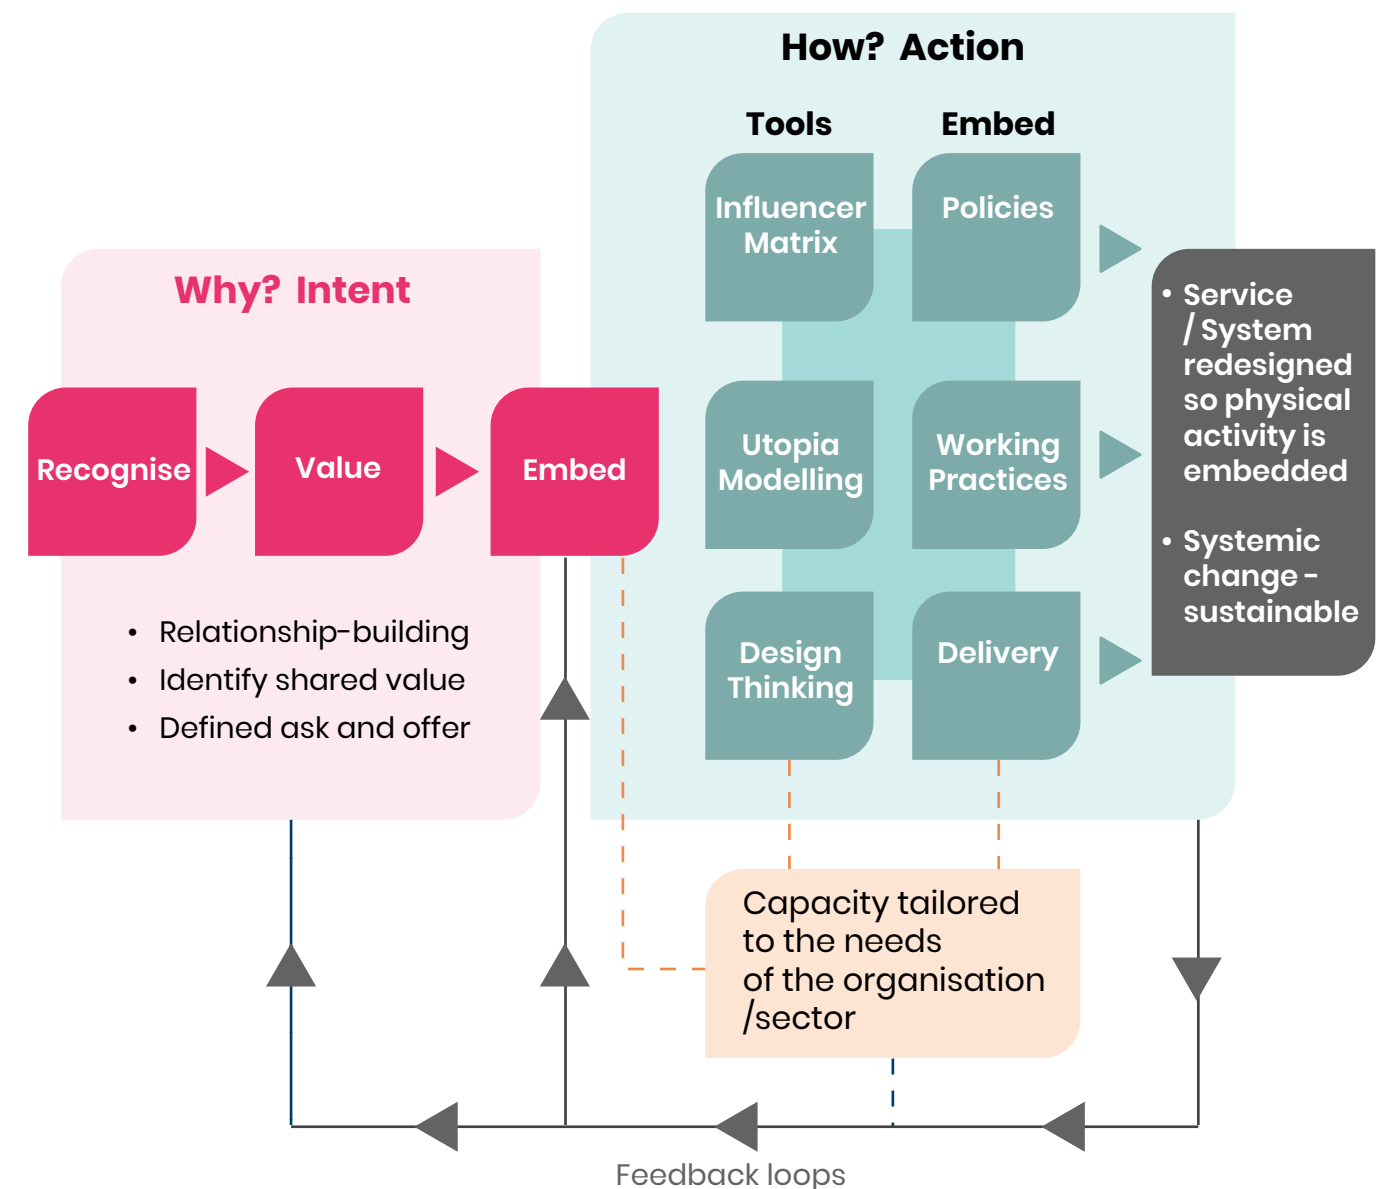 How? Action
Tools
Embed
Influencer
Matrix
Policies
Why? Intent
Recognise
Value
Embed
Utopia
Modelling
Working
Practices
• Service
/ System
redesigned
so physical
activity is
embedded
• Systemic
change -
sustainable
• Relationship-building
• Identify shared value
• Defined ask and offer
Design
Thinking
Delivery
Capacity tailored
to the needs
of the organisation
/sector
Feedback loops